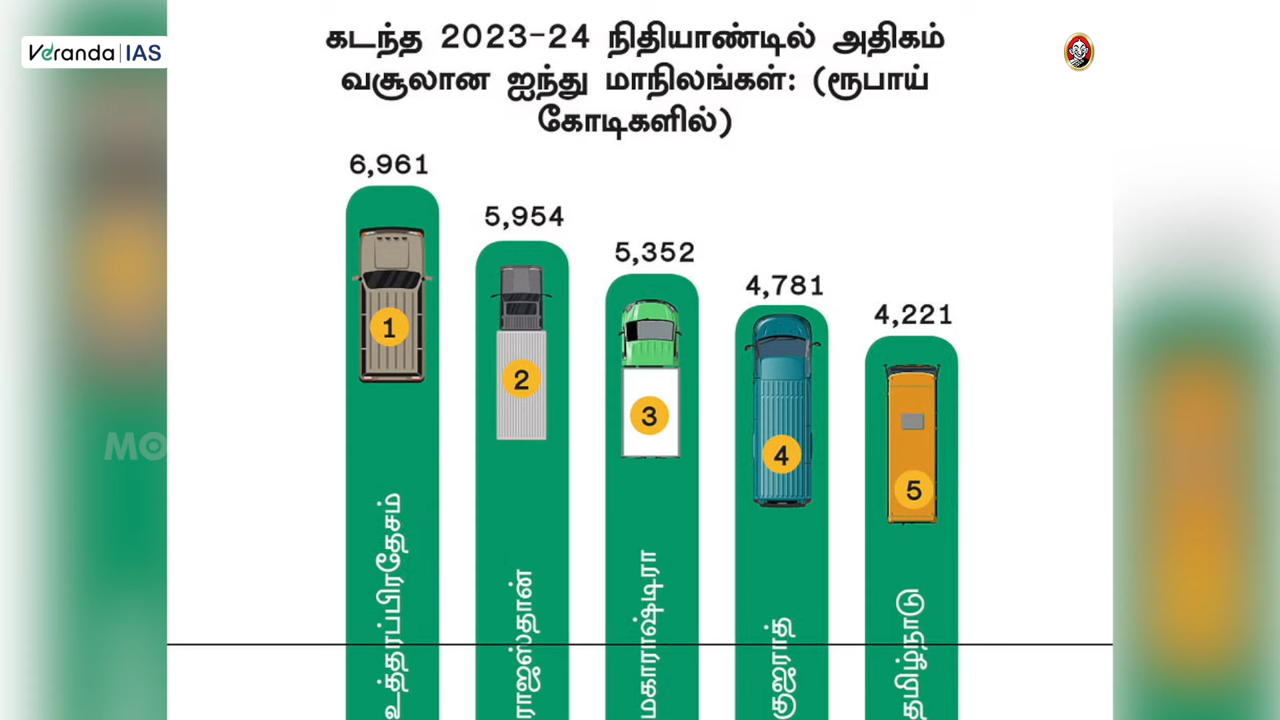 Veranda | IAS
கடந்த 2023-24 நிதியாண்டில் அதிகம்
வசூலான ஐந்து மாநிலங்கள்: (ரூபாய்
கோடிகளில்)
6,961
5,954
5,352
4,781
4,221
1
2
3
4
5
MO
உத்தரப்பிரதேசம்
ராஜஸ்தான்
மகாராஷ்டிரா
குஜராத்
தமிழ்நாடு